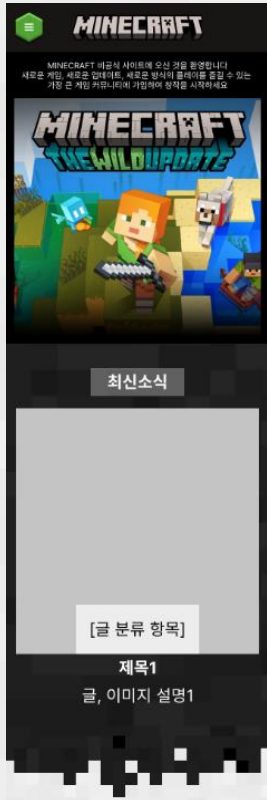 MINECRAFT
MINECRAFT 비공식 사이트에 오신 것을 환영합니다
새로운 게임, 새로운 업데이트, 새로운 방식의 플레이를 즐길 수 있는
가장 큰 게임 커뮤니티에 가입하여 창작을 시작하세요
MINECRAFT
THE WILD UPDATE
최신소식
[글 분류 항목]
제목1
글, 이미지 설명1